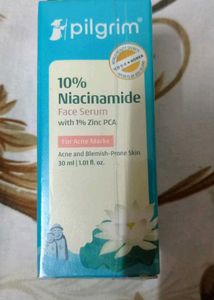 pilgrim
KOREA
10%
Niacinamide
Face Serum
with 1% Zinc PCA
For Acne Marks
Acne and Blemish-Prone Skin
30 ml | 1.01 fl. oz.